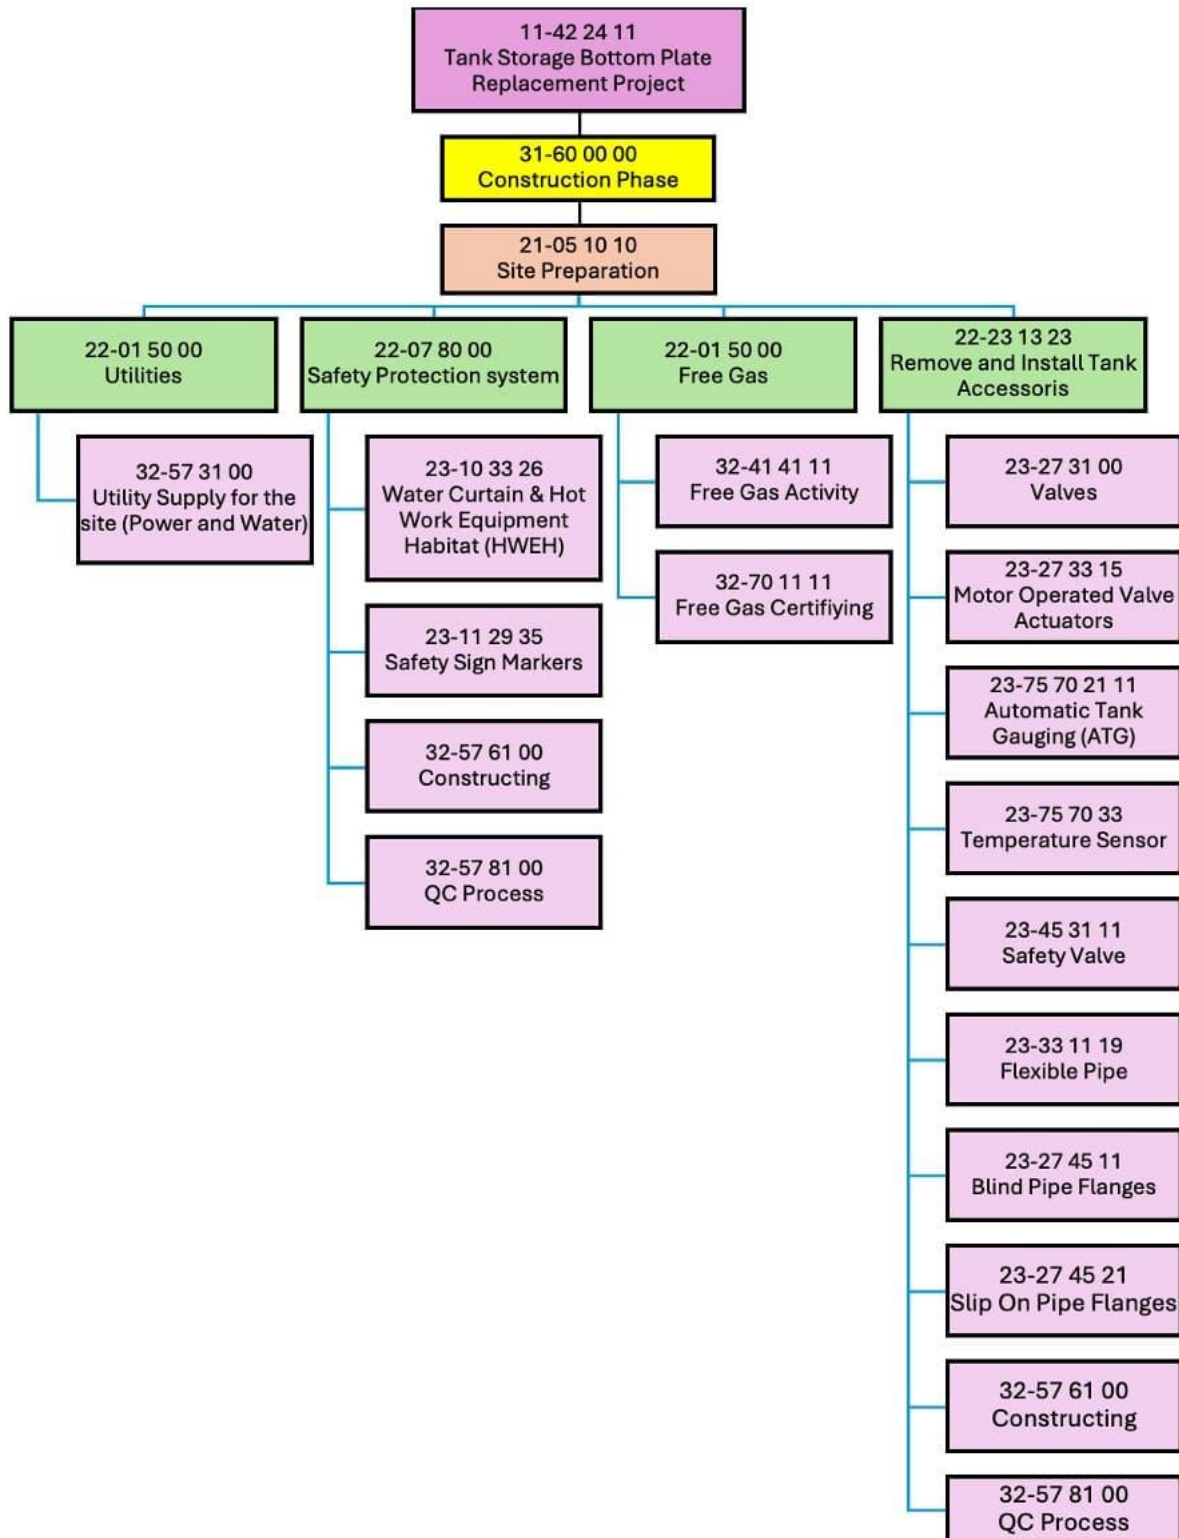 11-42 24 11
Tank Storage Bottom Plate
Replacement Project
31-60 00 00
Construction Phase
21-05 10 10
Site Preparation
22-01 50 00
Utilities
32-57 31 00
Utility Supply for the
site (Power and Water)
22-07 80 00
Safety Protection system
23-10 33 26
Water Curtain & Hot
Work Equipment
Habitat (HWEH)
23-11 29 35
Safety Sign Markers
32-57 61 00
Constructing
32-57 81 00
QC Process
22-01 50 00
Free Gas
32-41 41 11
Free Gas Activity
32-70 11 11
Free Gas Certifiying
22-23 13 23
Remove and Install Tank
Accessoris
23-27 31 00
Valves
23-27 33 15
Motor Operated Valve
Actuators
23-75 70 21 11
Automatic Tank
Gauging (ATG)
23-75 70 33
Temperature Sensor
23-45 31 11
Safety Valve
23-33 11 19
Flexible Pipe
23-27 45 11
Blind Pipe Flanges
23-27 45 21
Slip On Pipe Flanges
32-57 61 00
Constructing
32-57 81 00
QC Process